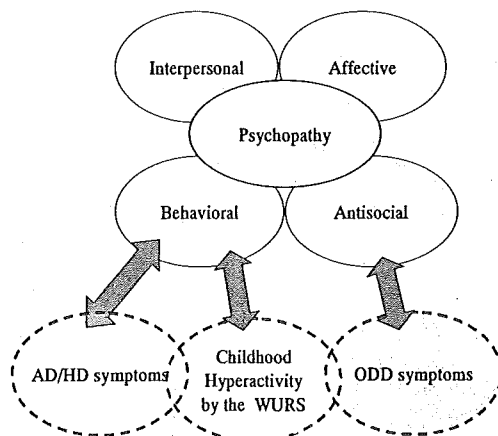 Interpersonal
Affective
Psychopathy
Behavioral
Antisocial
AD/HD symptoms
Childhood
Hyperactivity
by the WURS
ODD symptoms